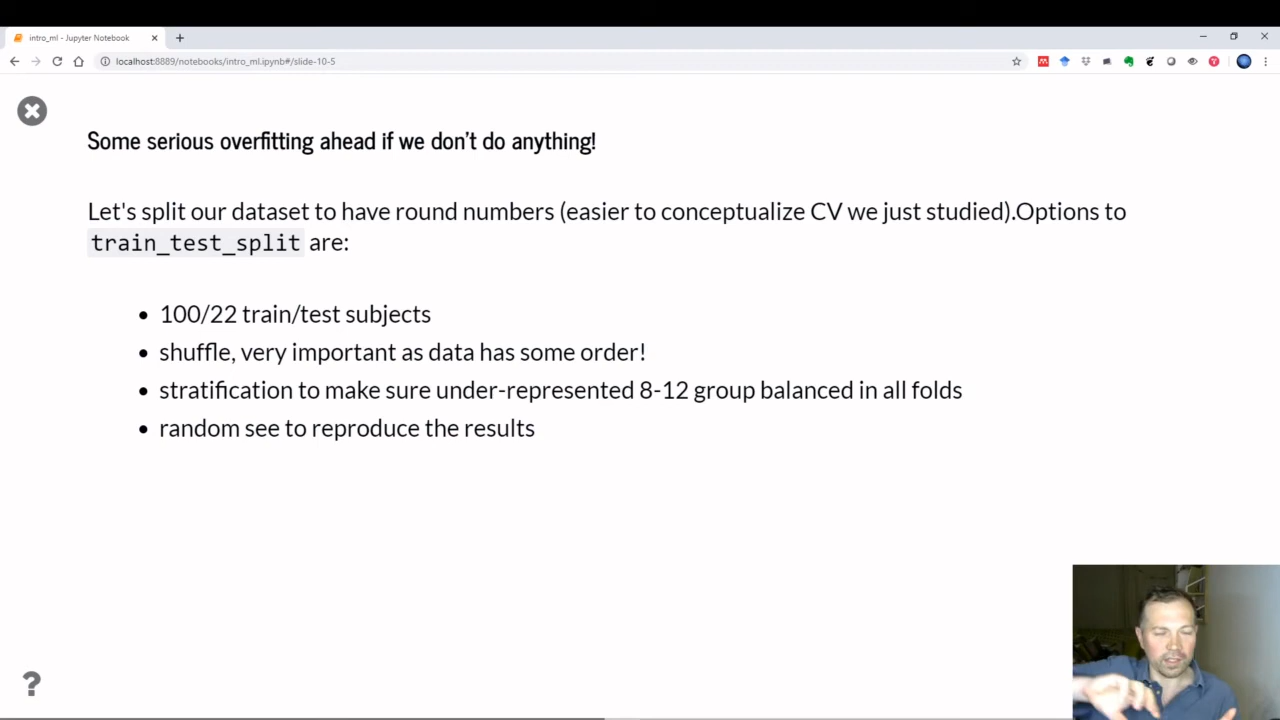 intro_ml - Jupyter Notebook
localhost:8889/notebooks/intro_ml.ipynb#/slide-10-5
Some serious overfitting ahead if we don't do anything!
Let's split our dataset to have round numbers (easier to conceptualize CV we just studied).Options to
train_test_split are:
• 100/22 train/test subjects
• shuffle, very important as data has some order!
• stratification to make sure under-represented 8-12 group balanced in all folds
• random see to reproduce the results
?